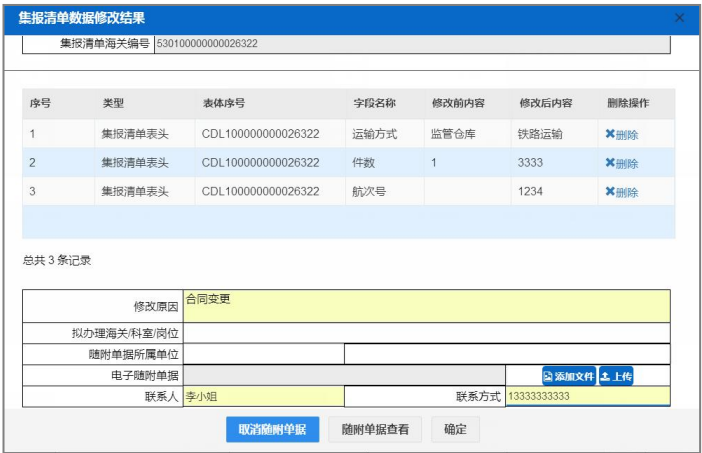 集报清单数据修改结果 ×
集报清单海关编号 530100000000026322
序号 类型 表体序号 字段名称 修改前内容 修改后内容 删除操作
1 集报清单表头 CDL100000000026322 运输方式 监管仓库 铁路运输 ✖删除
2 集报清单表头 CDL100000000026322 件数 1 3333 ✖删除
3 集报清单表头 CDL100000000026322 航次号 1234 ✖删除
总共 3 条记录
修改原因 合同变更
拟办理海关/科室/岗位
随附单据所属单位
电子随附单据 添加文件 上传
联系人 李小姐 联系方式 13333333333
取消随附单据 随附单据查看 确定